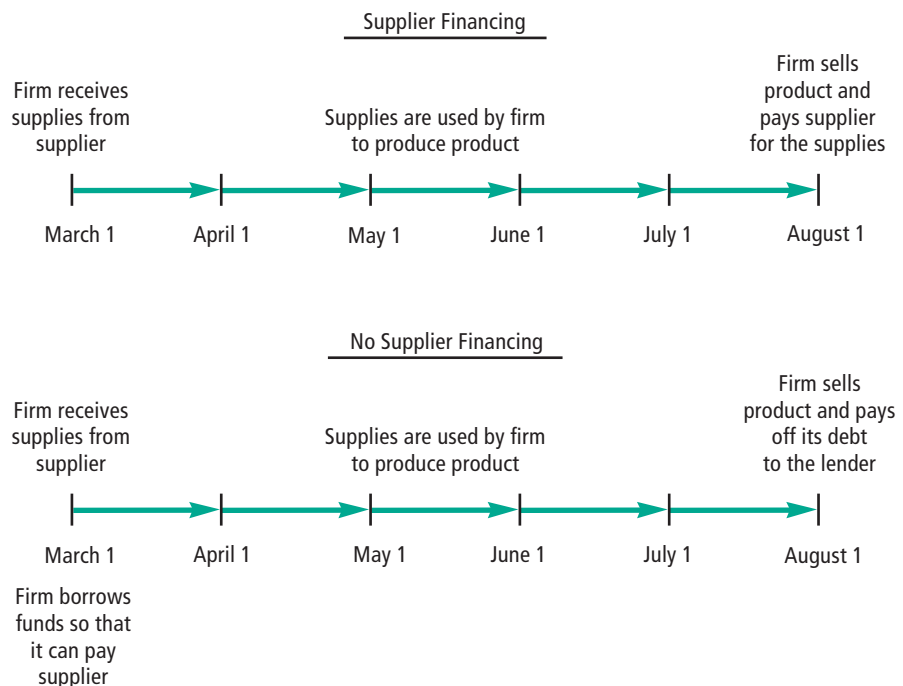 Supplier Financing
Firm receives
supplies from
supplier
Supplies are used by firm
to produce product
Firm sells
product and
pays supplier
for the supplies
March 1
April 1
May 1
June 1
July 1
August 1
No Supplier Financing
Firm receives
supplies from
supplier
Supplies are used by firm
to produce product
Firm sells
product and pays
off its debt
to the lender
March 1
April 1
May 1
June 1
July 1
August 1
Firm borrows
funds so that
it can pay
supplier